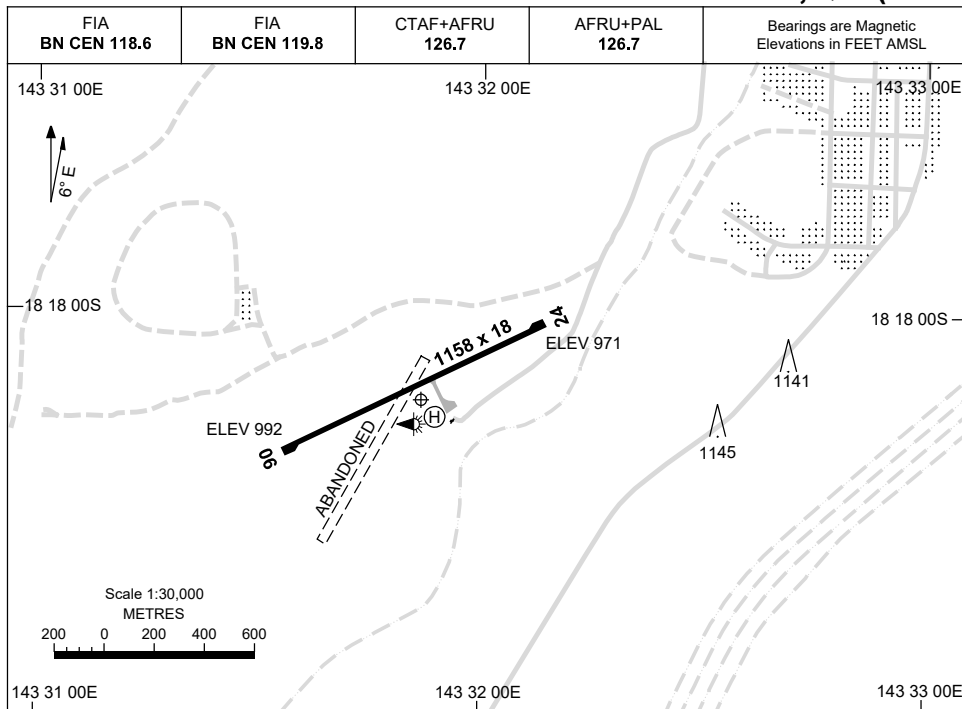 FIA
BN CEN 118.6
FIA
BN CEN 119.8
CTAF+AFRU
126.7
AFRU+PAL
126.7
Bearings are Magnetic
Elevations in FEET AMSL
143 31 00E
143 32 00E
143 33 00E
6° E
18 18 00S
18 18 00S
1158 x 18
24
ELEV 971
1141
ELEV 992
06
ABANDONED
H
1145
Scale 1:30,000
METRES
200 0 200 400 600
143 31 00E
143 32 00E
143 33 00E